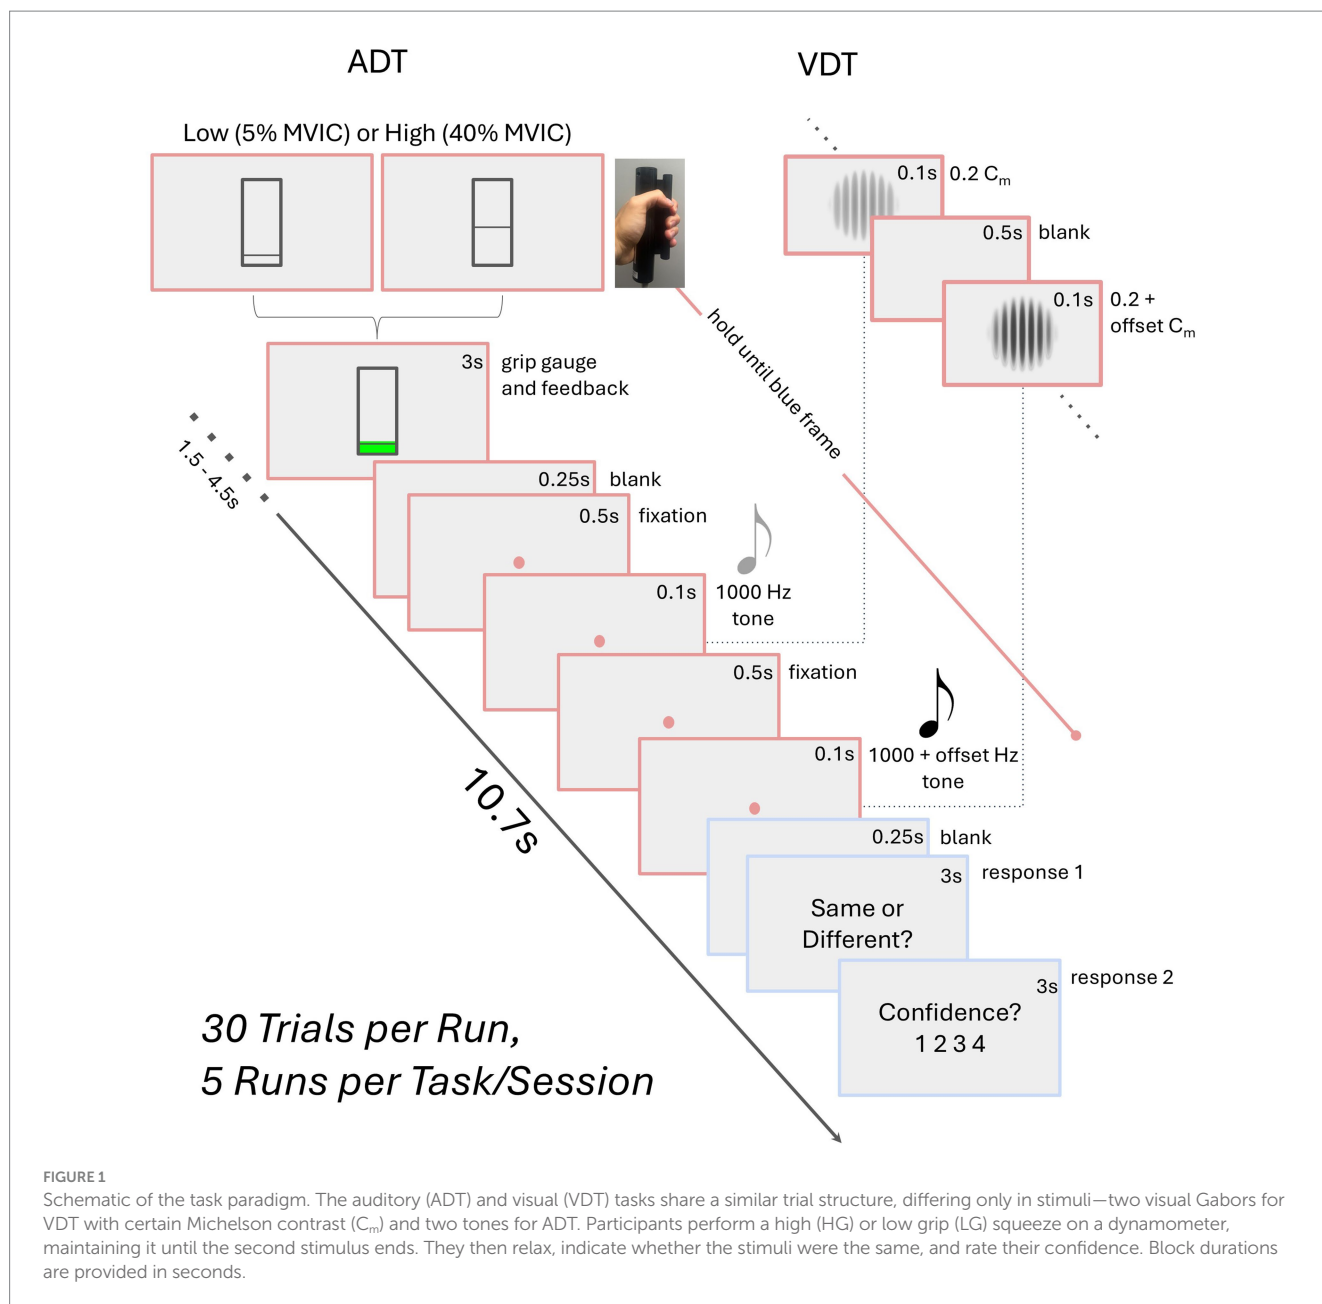 ADT
VDT
Low (5% MVIC) or High (40% MVIC)
0.1s
0.2 Cm
0.5s
blank
0.1s
0.2 +
offset Cm
hold until blue frame
3s
grip gauge
and feedback
1.5 - 4.5s
0.25s
blank
0.5s
fixation
0.1s
1000 Hz
tone
0.5s
fixation
0.1s
1000 + offset Hz
tone
10.7s
0.25s
blank
3s
response 1
Same or
Different?
3s
response 2
Confidence?
1 2 3 4
30 Trials per Run,
5 Runs per Task/Session
FIGURE 1
Schematic of the task paradigm. The auditory (ADT) and visual (VDT) tasks share a similar trial structure, differing only in stimuli—two visual Gabors for
VDT with certain Michelson contrast (Cm) and two tones for ADT. Participants perform a high (HG) or low grip (LG) squeeze on a dynamometer,
maintaining it until the second stimulus ends. They then relax, indicate whether the stimuli were the same, and rate their confidence. Block durations
are provided in seconds.